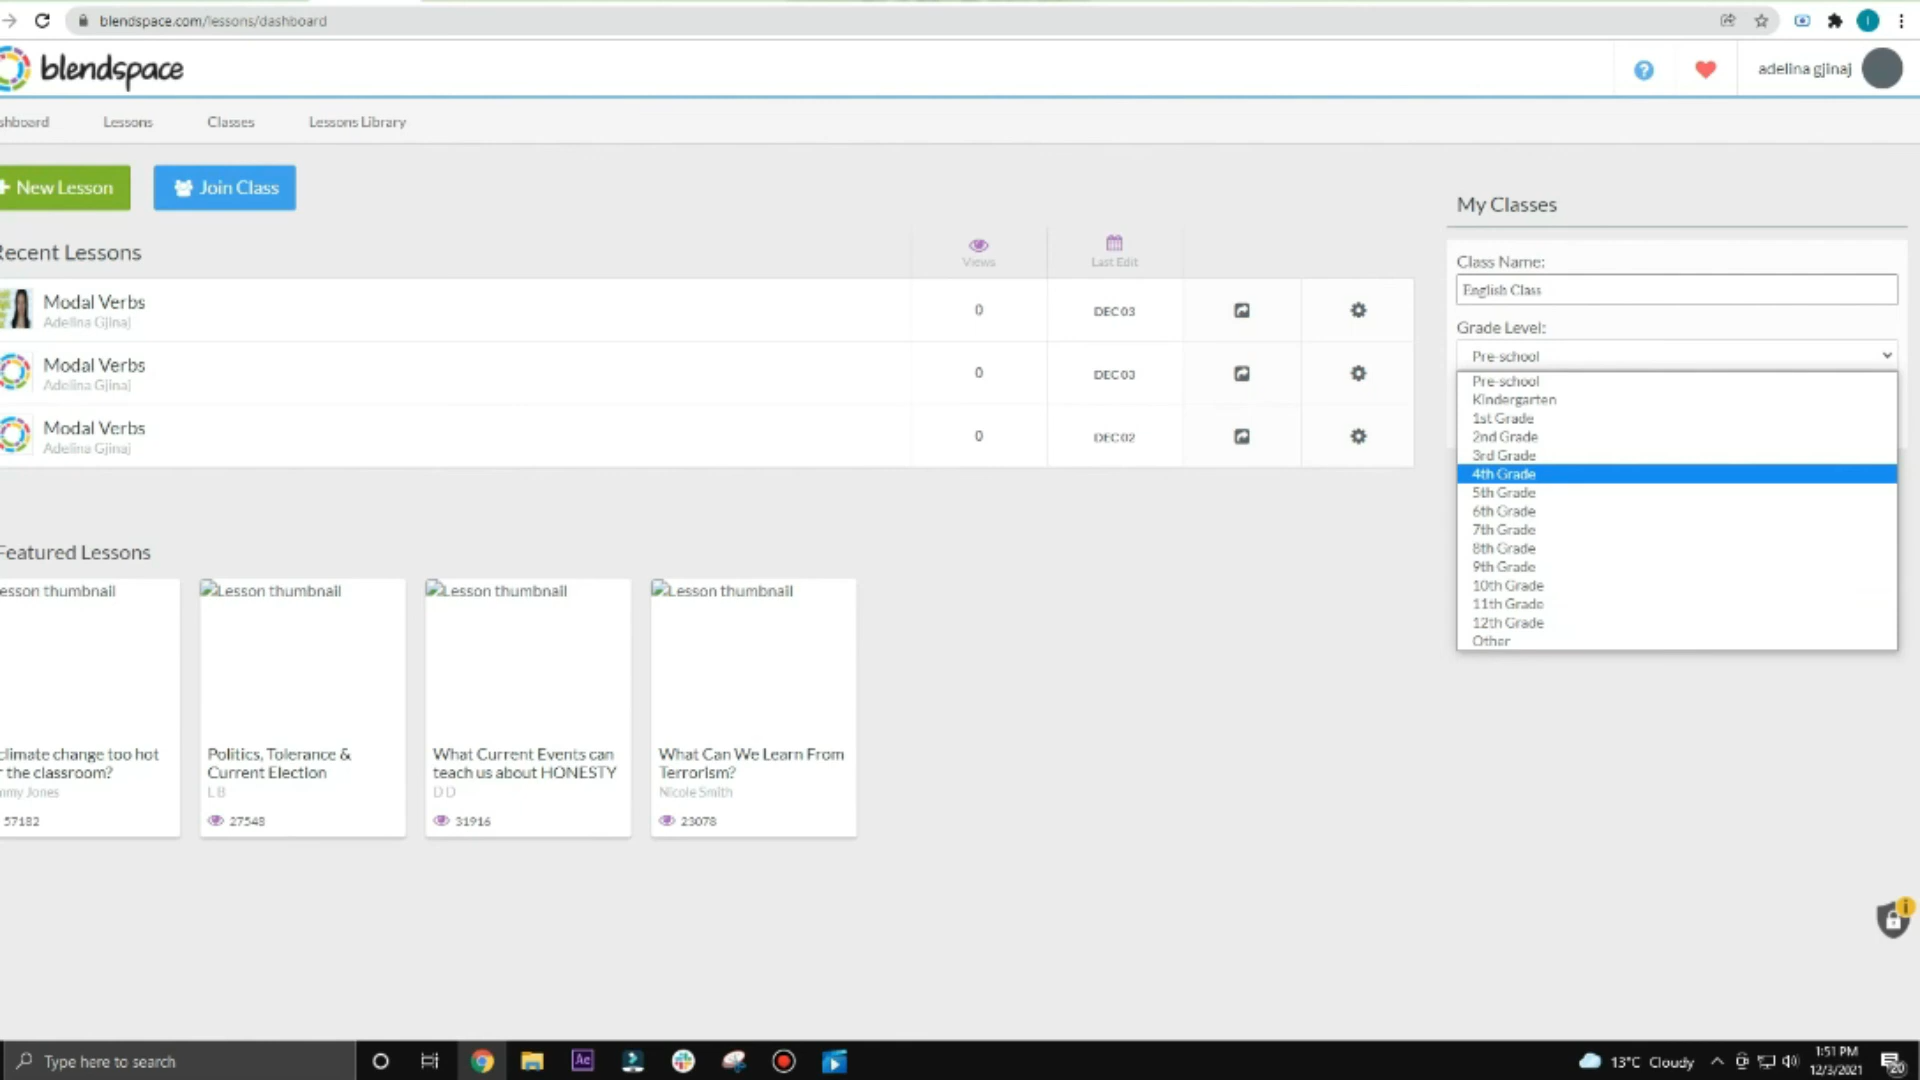 blendspace.com/lessons/dashboard
blendspace
adelina gjinaj
shboard Lessons Classes Lessons Library
+ New Lesson Join Class
My Classes
Recent Lessons Views Last Edit
Class Name:
English Class
Modal Verbs 0 DEC03
Adelina Gjinaj
Grade Level:
Pre-school
Modal Verbs 0 DEC03
Adelina Gjinaj
Modal Verbs 0 DEC02
Adelina Gjinaj
Pre-school
Kindergarten
1st Grade
2nd Grade
3rd Grade
4th Grade
5th Grade
6th Grade
7th Grade
8th Grade
9th Grade
10th Grade
11th Grade
12th Grade
Other
Featured Lessons
esson thumbnail
climate change too hot
r the classroom?
mmy Jones
57182
Lesson thumbnail
Politics, Tolerance &
Current Election
L B
27548
Lesson thumbnail
What Current Events can
teach us about HONESTY
D D
31916
Lesson thumbnail
What Can We Learn From
Terrorism?
Nicole Smith
23078
Type here to search
Ae
13°C Cloudy
1:51 PM
12/3/2021
20